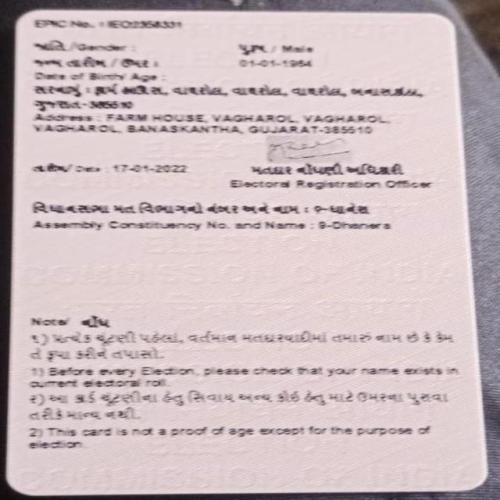 EPIC No. : IEO2358331
જાતિ /Gender : પુરૂષ / Male
જન્મ તારીખ / ઉંમર : 01-01-1964
Date of Birth/ Age :
સરનામું : ફાર્મ વાઘરોલ, વાઘરોલ, વાઘરોલ, બનાસકાંઠા,
ગુજરાત-385510
Address : FARM HOUSE, VAGHAROL, VAGHAROL,
VAGHAROL, BANASKANTHA, GUJARAT-385510
તારીખ/ Date : 17-01-2022 મતદાર નોંધણી અધિકારી
Electoral Registration Officer
વિધાનસભા મત વિભાગનો નંબર અને નામ : ૯-ધાનેરા
Assembly Constituency No. and Name : 9-Dhanera
Note/ નોંધ
૧) પ્રત્યેક ચૂંટણી પહેલાં, વર્તમાન મતદારયાદીમાં તમારું નામ છે કે કેમ
તે કૃપા કરીને તપાસો.
1) Before every Election, please check that your name exists in
current electoral roll.
૨) આ કાર્ડ ચૂંટણીના હેતુ સિવાય અન્ય કોઈ હેતુ માટે ઉંમરના પુરાવા
તરીકે માન્ય નથી.
2) This card is not a proof of age except for the purpose of
election.